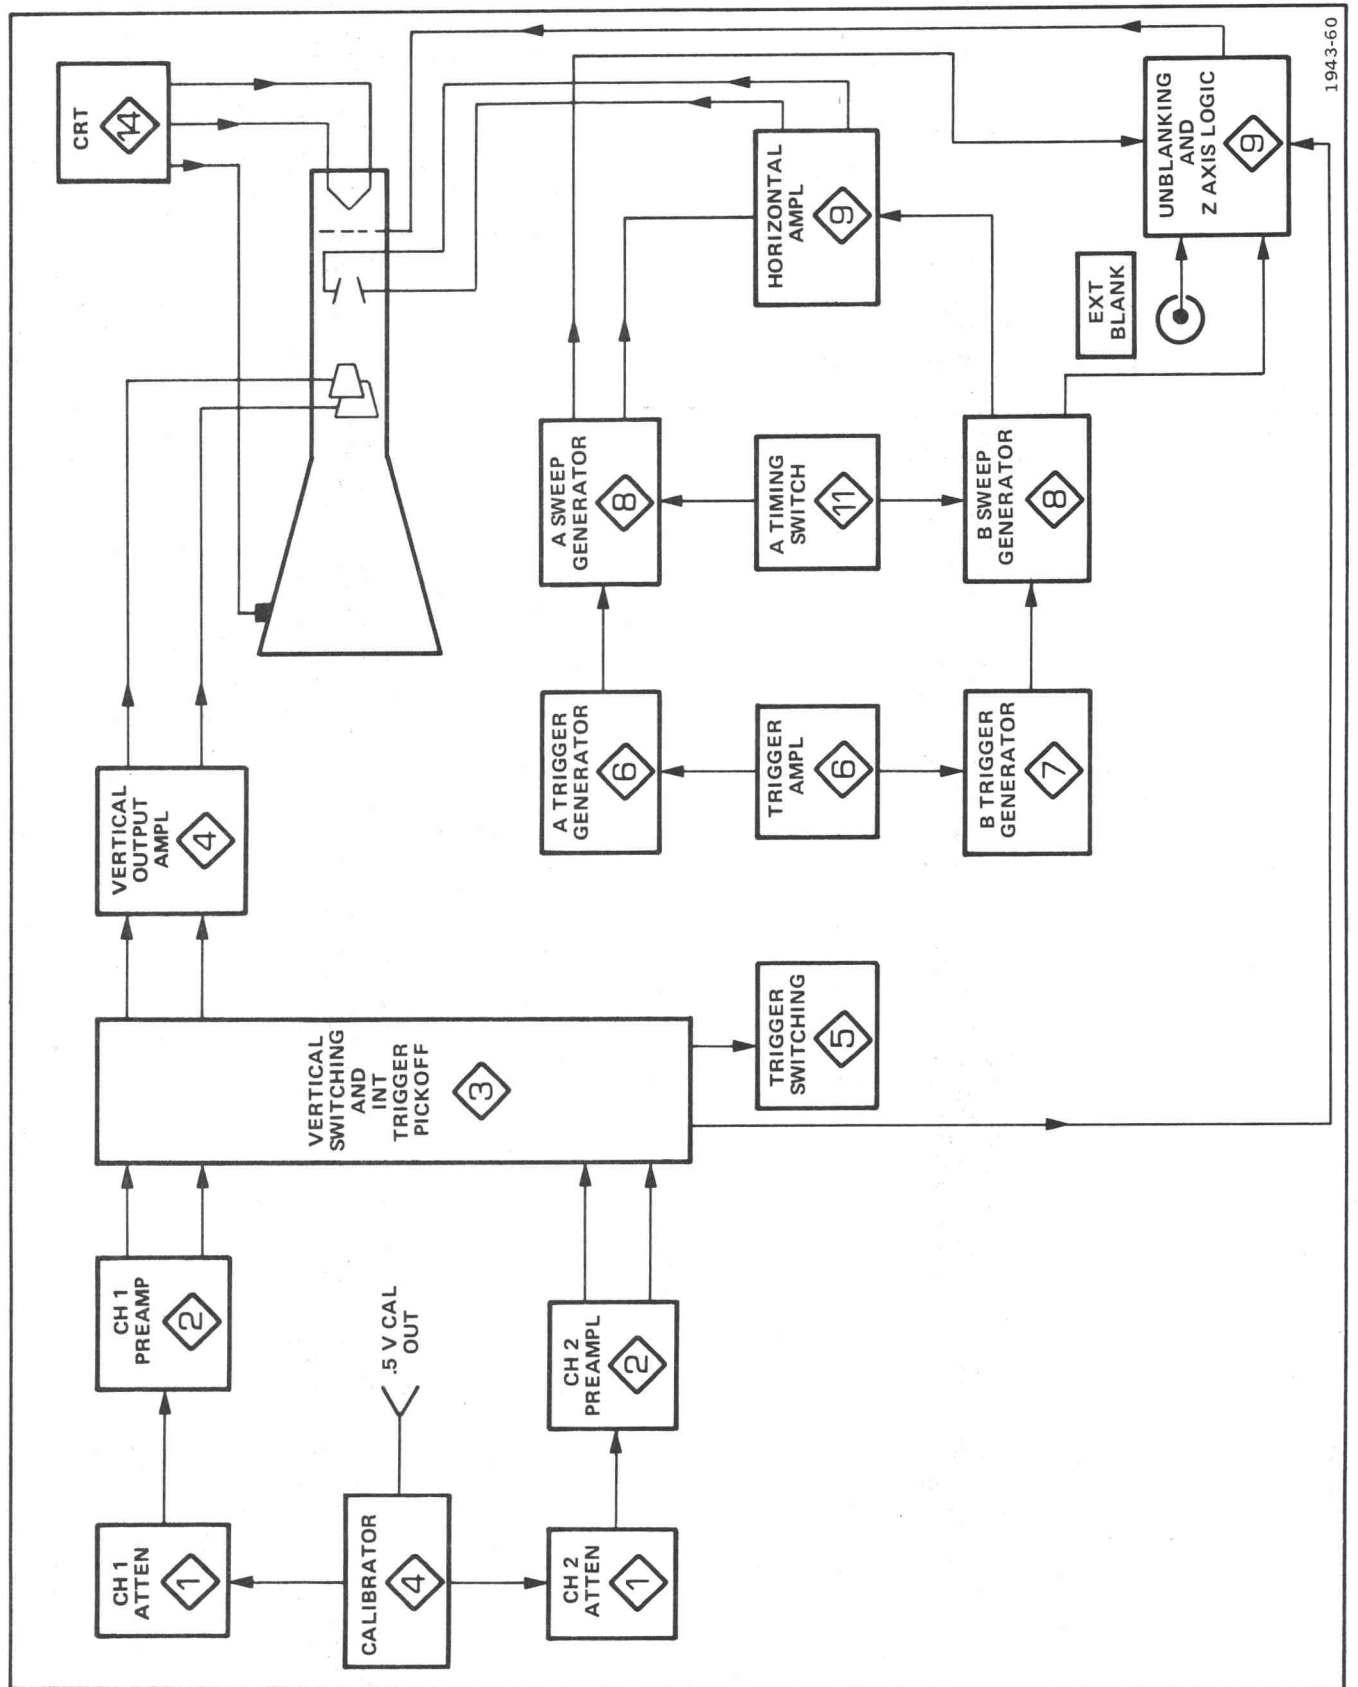 CH 1
ATTEN
1
CH 1
PREAMP
2
CALIBRATOR
4
.5 V CAL
OUT
CH 2
ATTEN
1
CH 2
PREAMPL
2
VERTICAL
SWITCHING
AND
INT
TRIGGER
PICKOFF
3
VERTICAL
OUTPUT
AMPL
4
CRT
14
TRIGGER
SWITCHING
5
A TRIGGER
GENERATOR
6
TRIGGER
AMPL
6
B TRIGGER
GENERATOR
7
A SWEEP
GENERATOR
8
A TIMING
SWITCH
11
B SWEEP
GENERATOR
8
HORIZONTAL
AMPL
9
EXT
BLANK
UNBLANKING
AND
Z AXIS LOGIC
9
1943-60